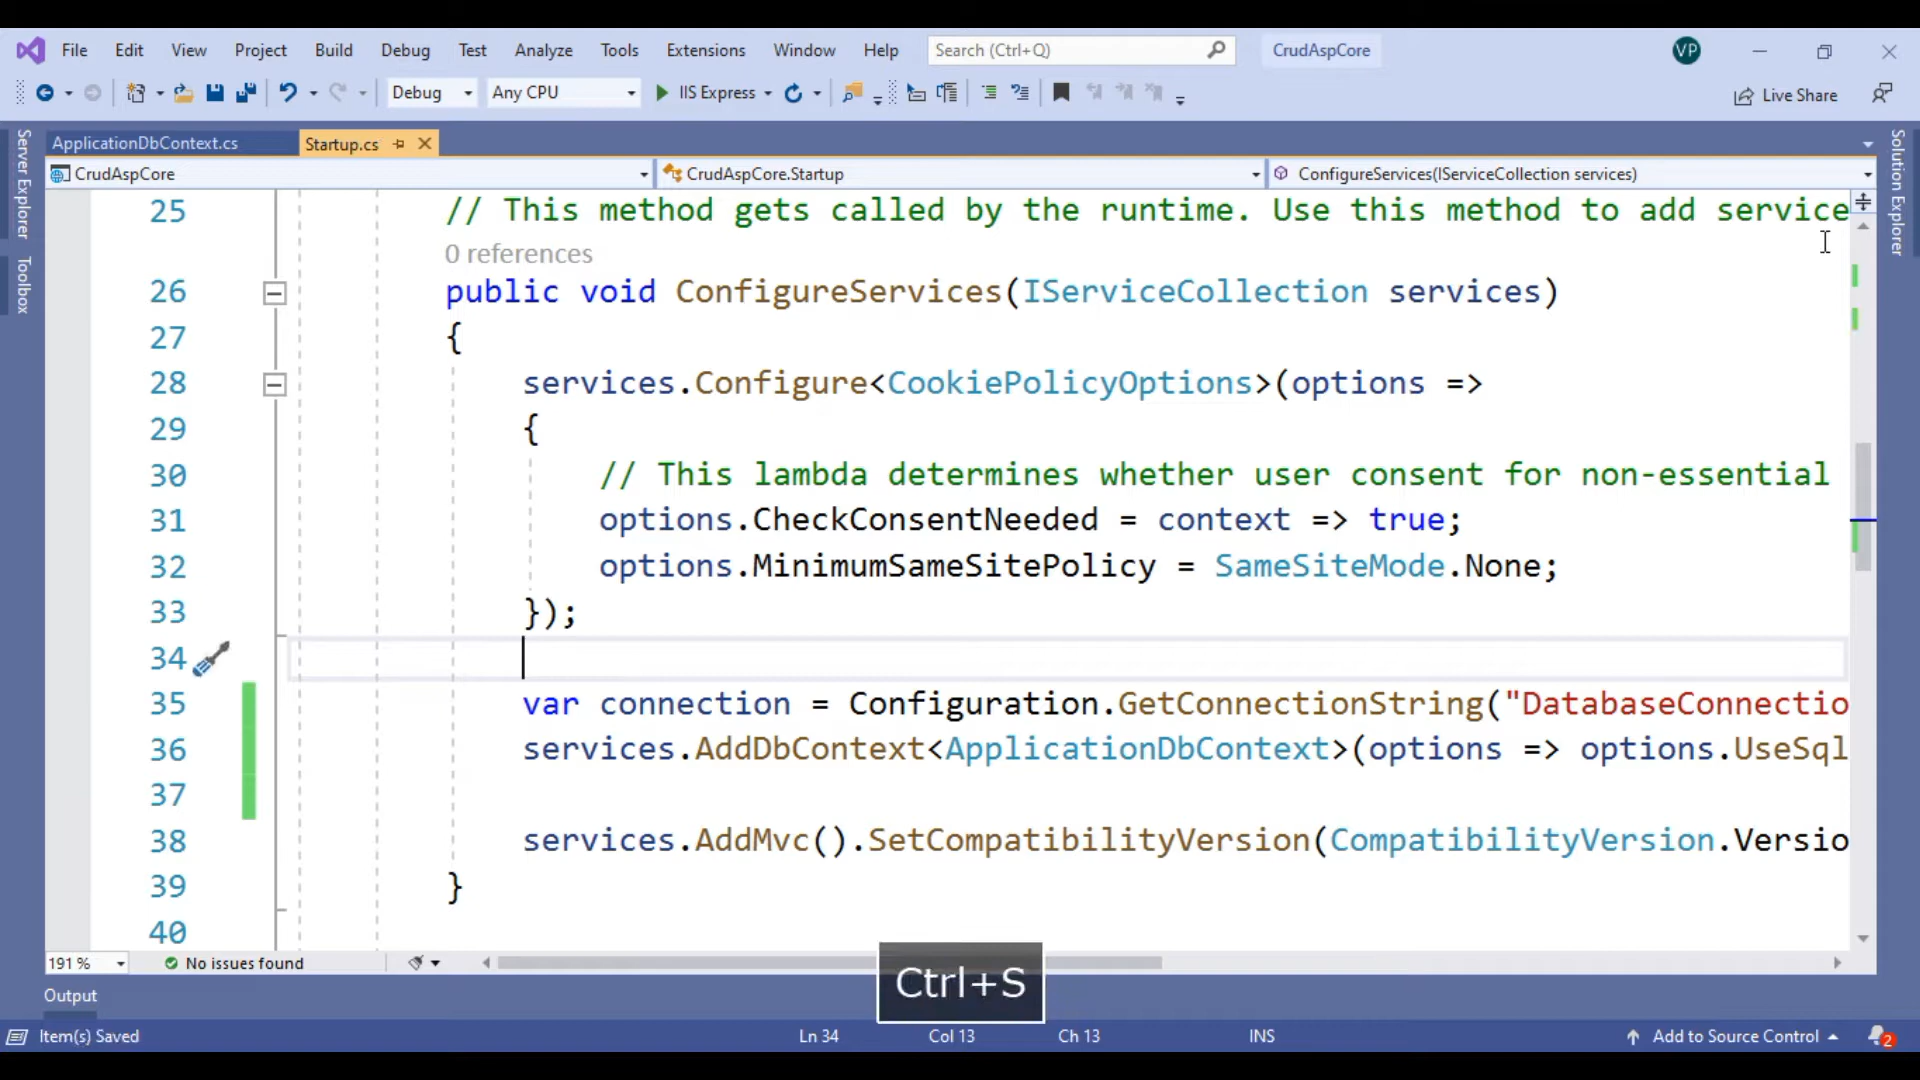 File Edit View Project Build Debug Test Analyze Tools Extensions Window Help Search (Ctrl+Q) CrudAspCore VP
Debug Any CPU IIS Express Live Share
Server Explorer
Toolbox
Solution Explorer
ApplicationDbContext.cs Startup.cs
CrudAspCore CrudAspCore.Startup ConfigureServices(IServiceCollection services)
25 // This method gets called by the runtime. Use this method to add service
0 references
26 public void ConfigureServices(IServiceCollection services)
27 {
28 services.Configure<CookiePolicyOptions>(options =>
29 {
30 // This lambda determines whether user consent for non-essential
31 options.CheckConsentNeeded = context => true;
32 options.MinimumSameSitePolicy = SameSiteMode.None;
33 });
34
35 var connection = Configuration.GetConnectionString("DatabaseConnectio
36 services.AddDbContext<ApplicationDbContext>(options => options.UseSql
37
38 services.AddMvc().SetCompatibilityVersion(CompatibilityVersion.Versio
39 }
40
191 % No issues found
Ctrl+S
Output
Item(s) Saved Ln 34 Col 13 Ch 13 INS Add to Source Control 2